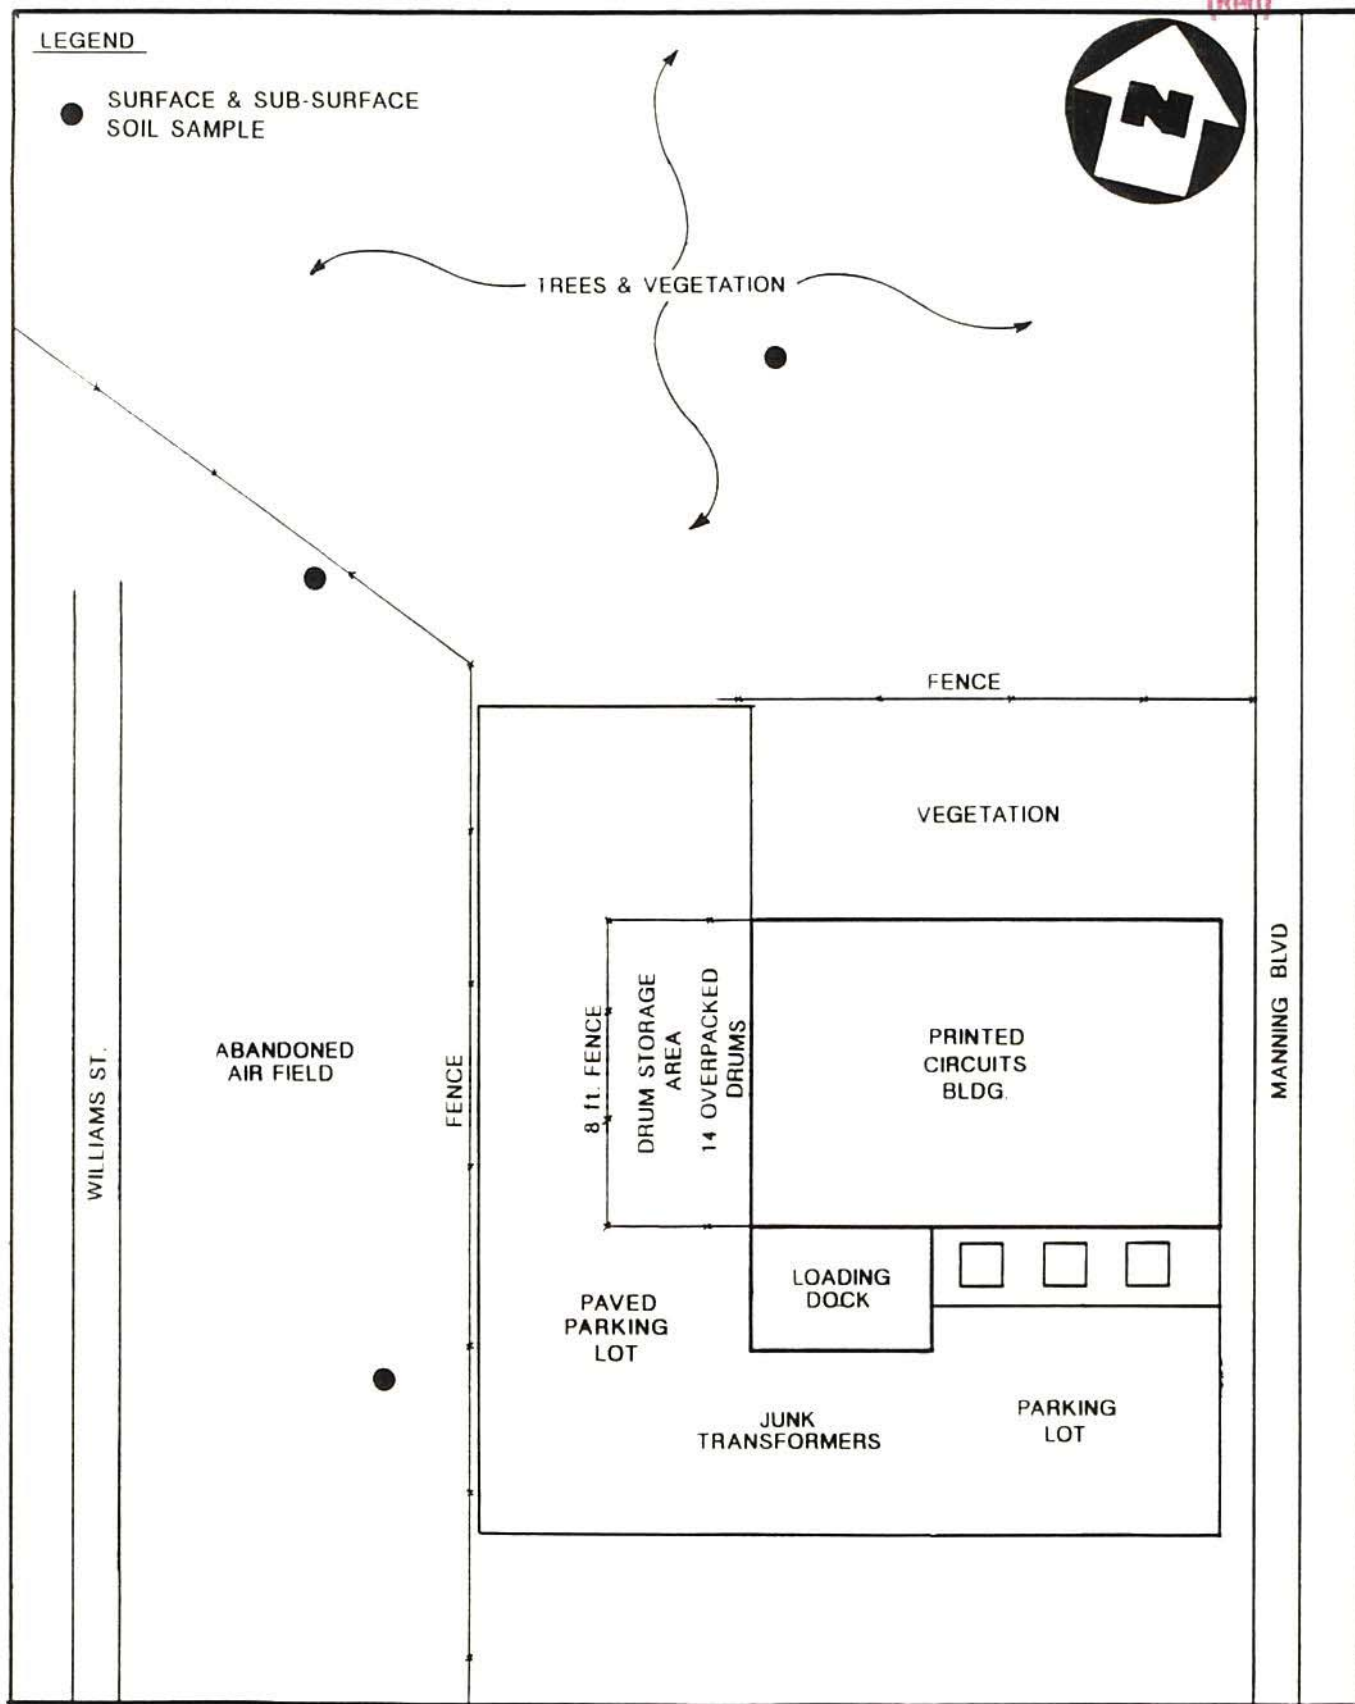 LEGEND
SURFACE & SUB-SURFACE
SOIL SAMPLE
N
TREES & VEGETATION
FENCE
VEGETATION
WILLIAMS ST.
ABANDONED
AIR FIELD
FENCE
8 ft. FENCE
DRUM STORAGE
AREA
14 OVERPACKED
DRUMS
PRINTED
CIRCUITS
BLDG.
MANNING BLVD
LOADING
DOCK
PAVED
PARKING
LOT
JUNK
TRANSFORMERS
PARKING
LOT